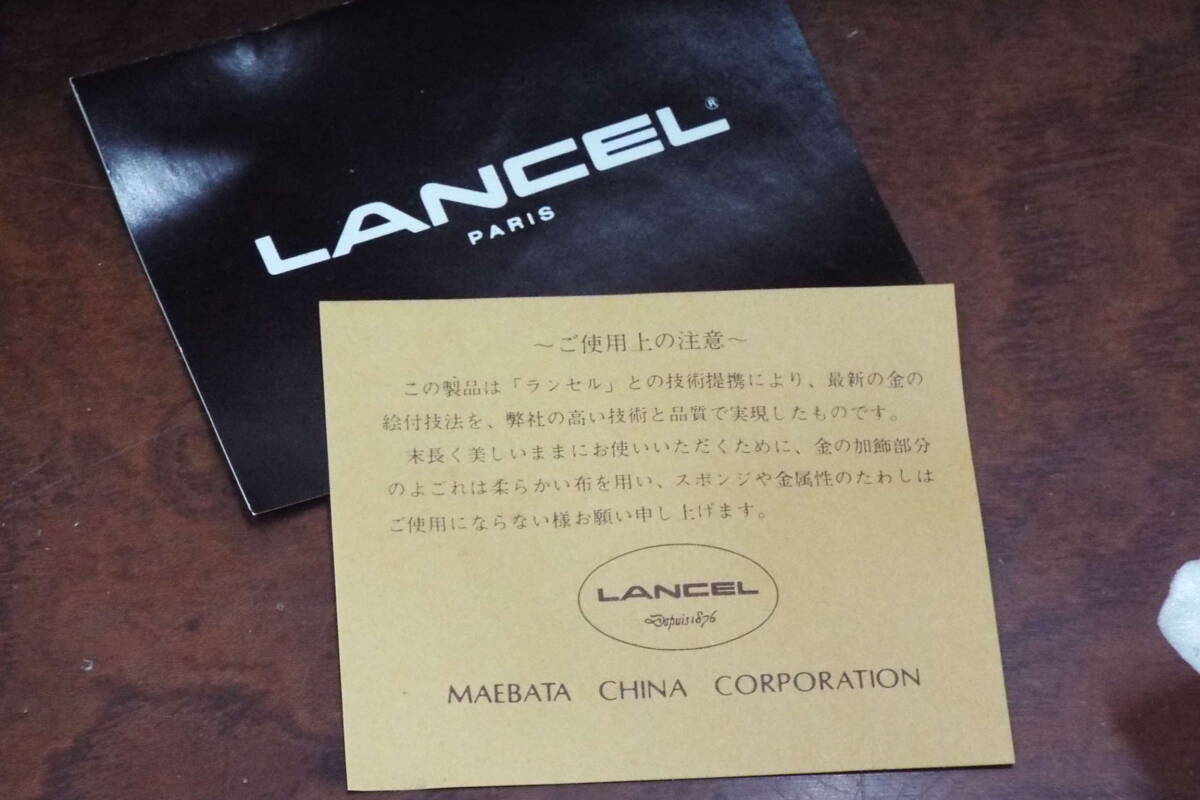 LANCEL®
PARIS
～ご使用上の注意～
この製品は「ランセル」との技術提携により、最新の金の
絵付技法を、弊社の高い技術と品質で実現したものです。
末長く美しいままにお使いいただくために、金の加飾部分
のよごれは柔らかい布を用い、スポンジや金属性のたわしは
ご使用にならない様お願い申し上げます。
LANCEL
Depuis 1876
MAEBATA CHINA CORPORATION